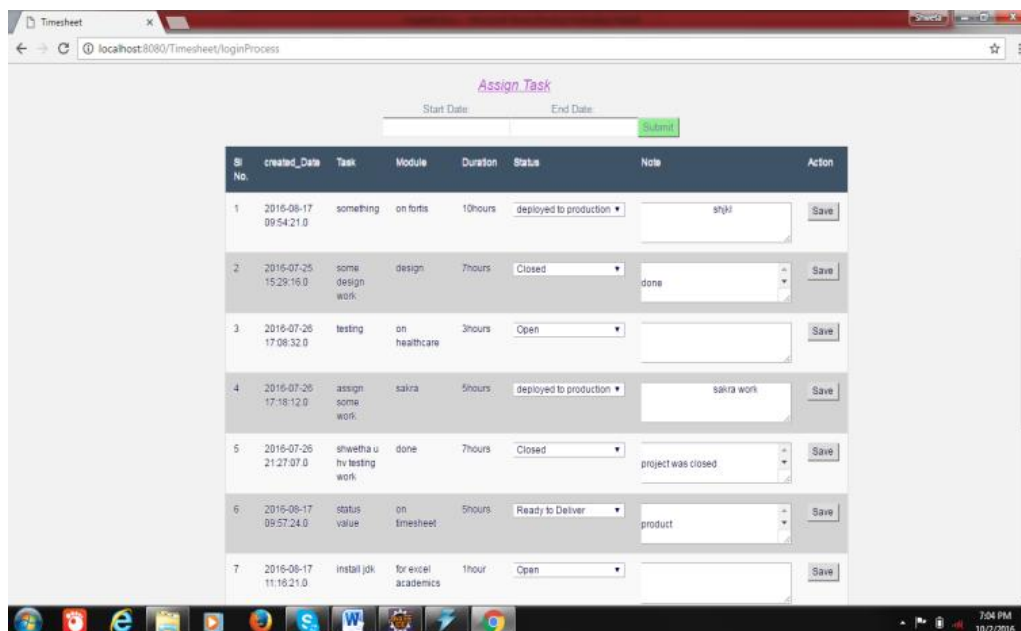 Timesheet
Shweta
localhost:8080/Timesheet/loginProcess
Assign Task
Start Date End Date
Submit
Sl No. created_Date Task Module Duration Status Note Action
1 2016-08-17 09:54:21.0 something on fortis 10hours deployed to production shjkl Save
2 2016-07-25 15:29:16.0 some design work design 7hours Closed done Save
3 2016-07-26 17:08:32.0 testing on healthcare 3hours Open Save
4 2016-07-26 17:18:12.0 assign some work sakra 5hours deployed to production sakra work Save
5 2016-07-26 21:27:07.0 shwetha u hv testing work done 7hours Closed project was closed Save
6 2016-08-17 09:57:24.0 status value on timesheet 5hours Ready to Deliver product Save
7 2016-08-17 11:16:21.0 install jdk for excel academics 1hour Open Save
7:04 PM
10/2/2016